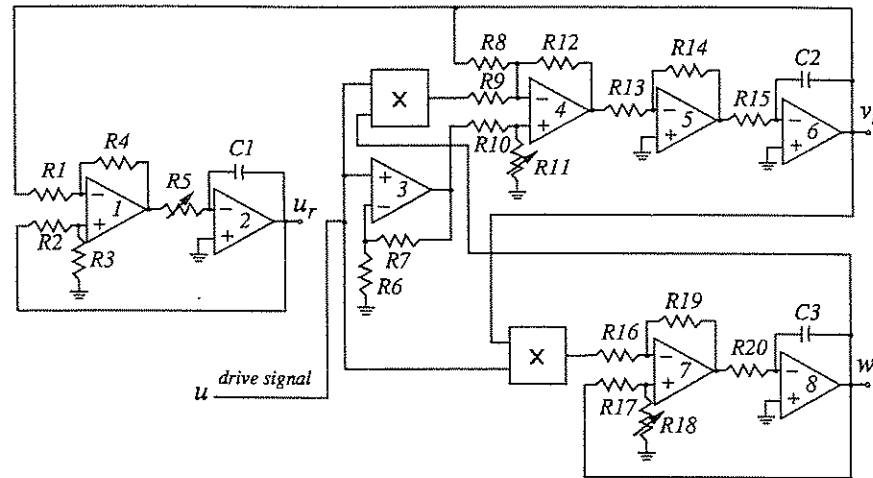 R8
R12
R14
C2
R9
R13
R15
X
4
5
6
v
R4
C1
R10
R11
R1
R5
3
1
2
u_r
R2
R3
R7
R6
R19
C3
R16
R20
X
7
8
w
u
drive signal
R17
R18